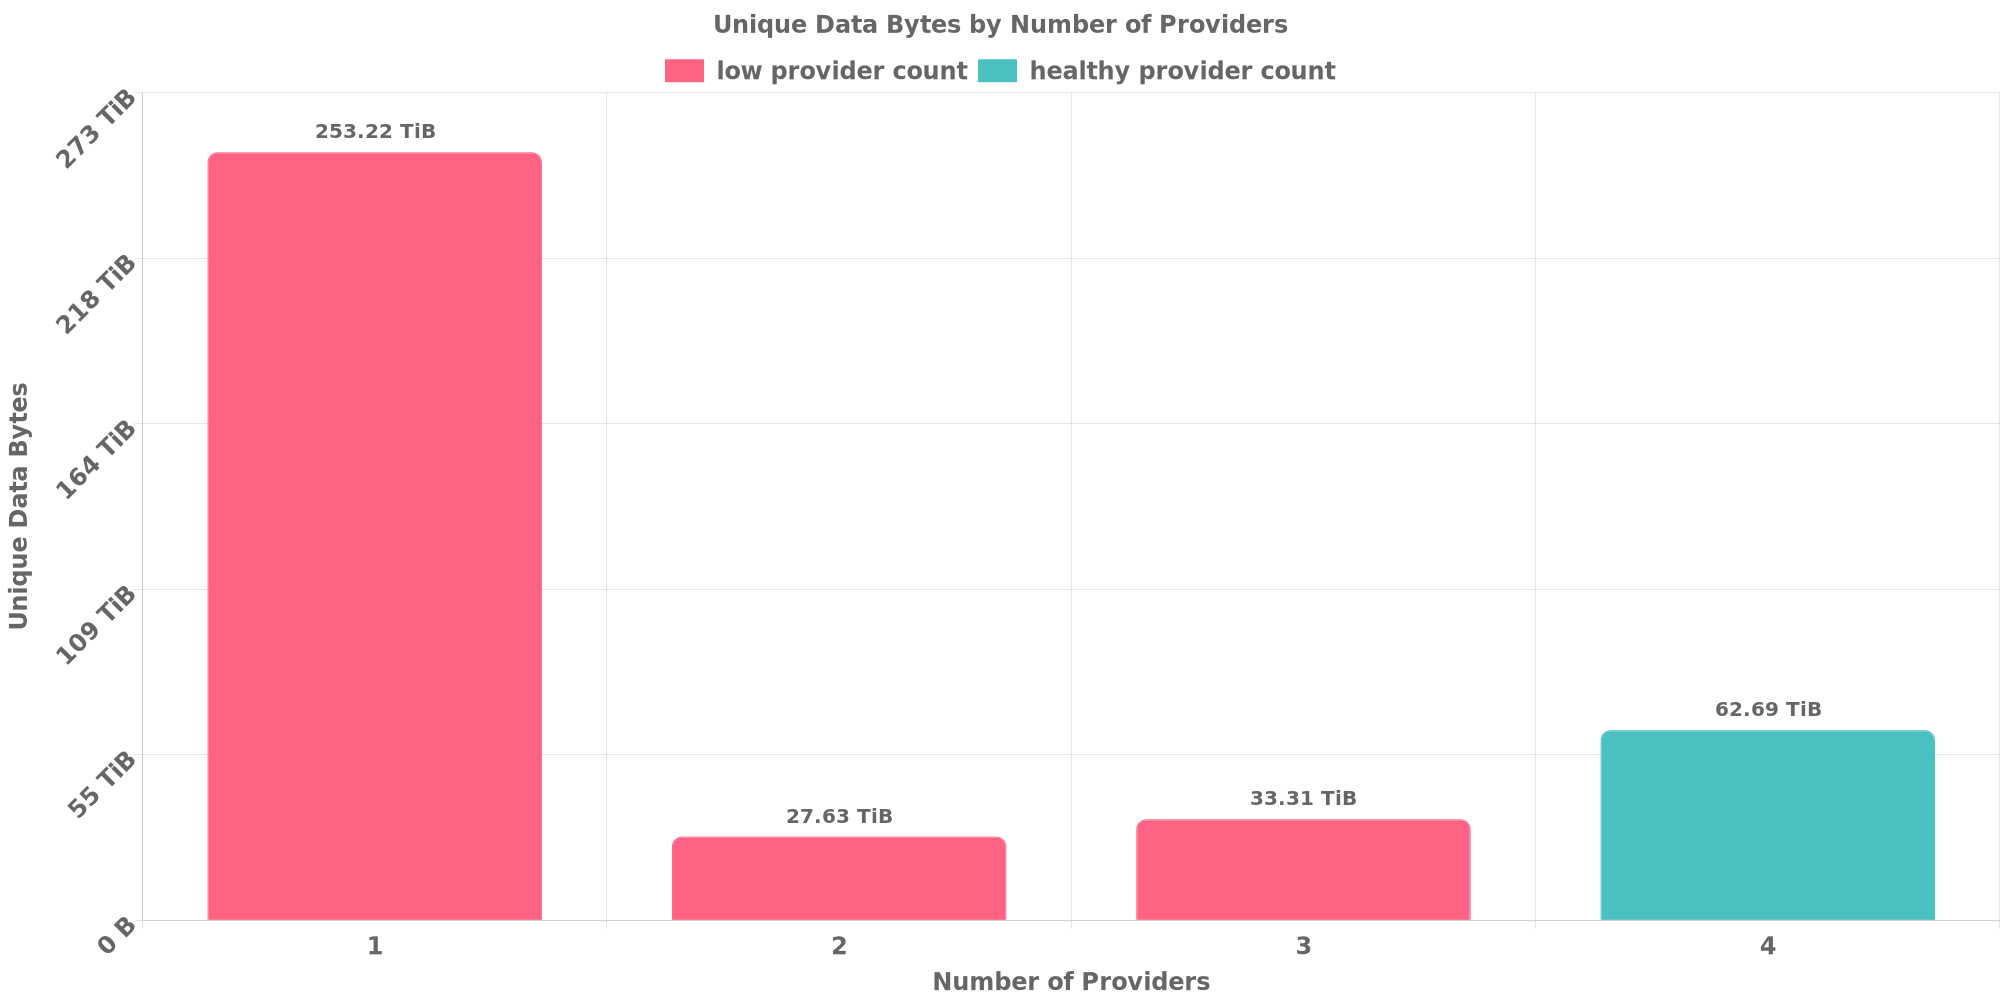 Unique Data Bytes by Number of Providers
low provider count healthy provider count
273 TiB
218 TiB
164 TiB
109 TiB
55 TiB
0 B
Unique Data Bytes
253.22 TiB
27.63 TiB
33.31 TiB
62.69 TiB
1 2 3 4
Number of Providers